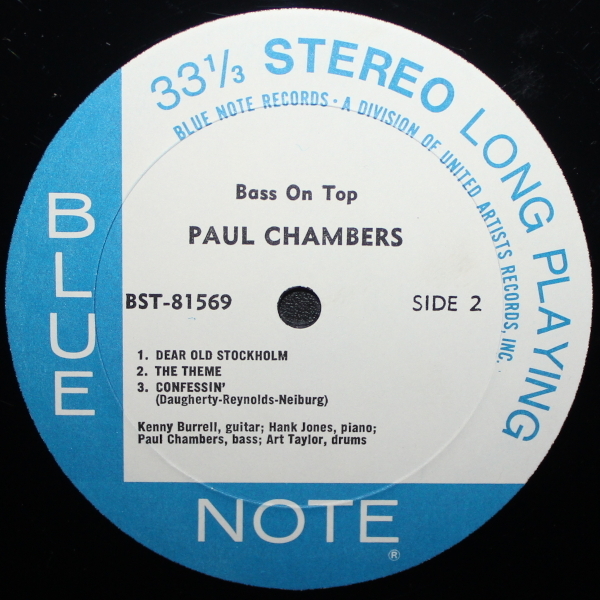 33⅓ STEREO LONG PLAYING
BLUE NOTE RECORDS · A DIVISION OF UNITED ARTISTS RECORDS, INC.
Bass On Top
PAUL CHAMBERS
BST-81569
SIDE 2
1. DEAR OLD STOCKHOLM
2. THE THEME
3. CONFESSIN'
(Daugherty-Reynolds-Neiburg)
Kenny Burrell, guitar; Hank Jones, piano;
Paul Chambers, bass; Art Taylor, drums
BLUE
NOTE ®